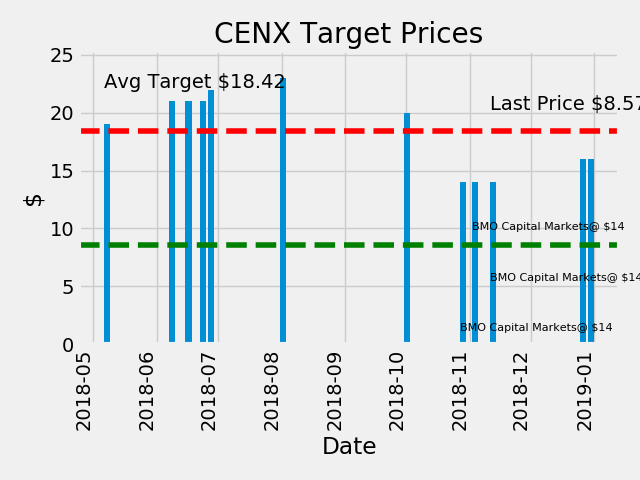 CENX Target Prices
25
Avg Target $18.42
Last Price $8.57
20
15
$
BMO Capital Markets@ $14
10
BMO Capital Markets@ $14
5
BMO Capital Markets@ $14
0
2018-05
2018-06
2018-07
2018-08
2018-09
2018-10
2018-11
2018-12
2019-01
Date